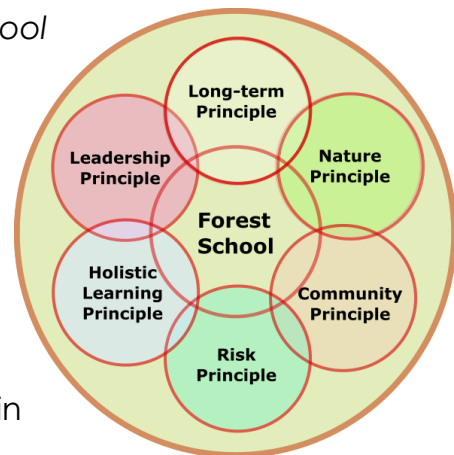 ool
Long-term
Principle
Leadership
Principle
Nature
Principle
Forest
School
Holistic
Learning
Principle
Community
Principle
Risk
Principle
in